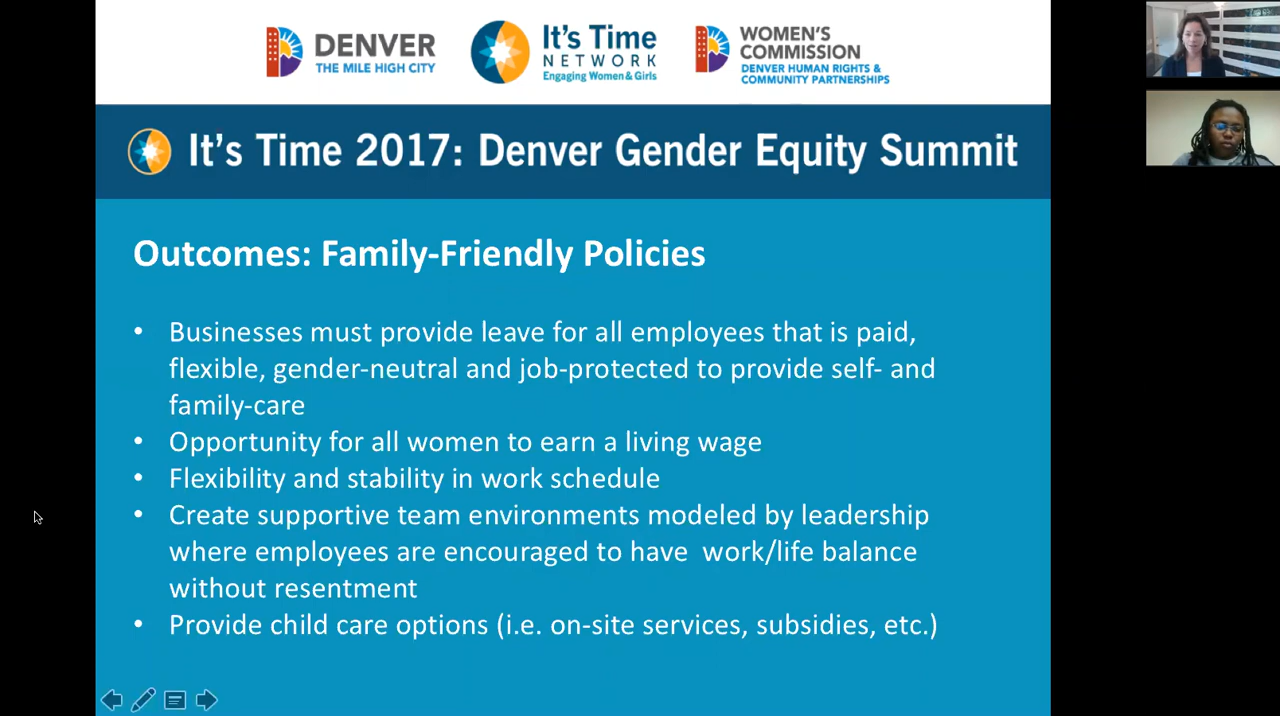 DENVER
THE MILE HIGH CITY
It's Time
NETWORK
Engaging Women & Girls
WOMEN'S
COMMISSION
DENVER HUMAN RIGHTS &
COMMUNITY PARTNERSHIPS
It's Time 2017: Denver Gender Equity Summit
Outcomes: Family-Friendly Policies
• Businesses must provide leave for all employees that is paid,
flexible, gender-neutral and job-protected to provide self- and
family-care
• Opportunity for all women to earn a living wage
• Flexibility and stability in work schedule
• Create supportive team environments modeled by leadership
where employees are encouraged to have work/life balance
without resentment
• Provide child care options (i.e. on-site services, subsidies, etc.)